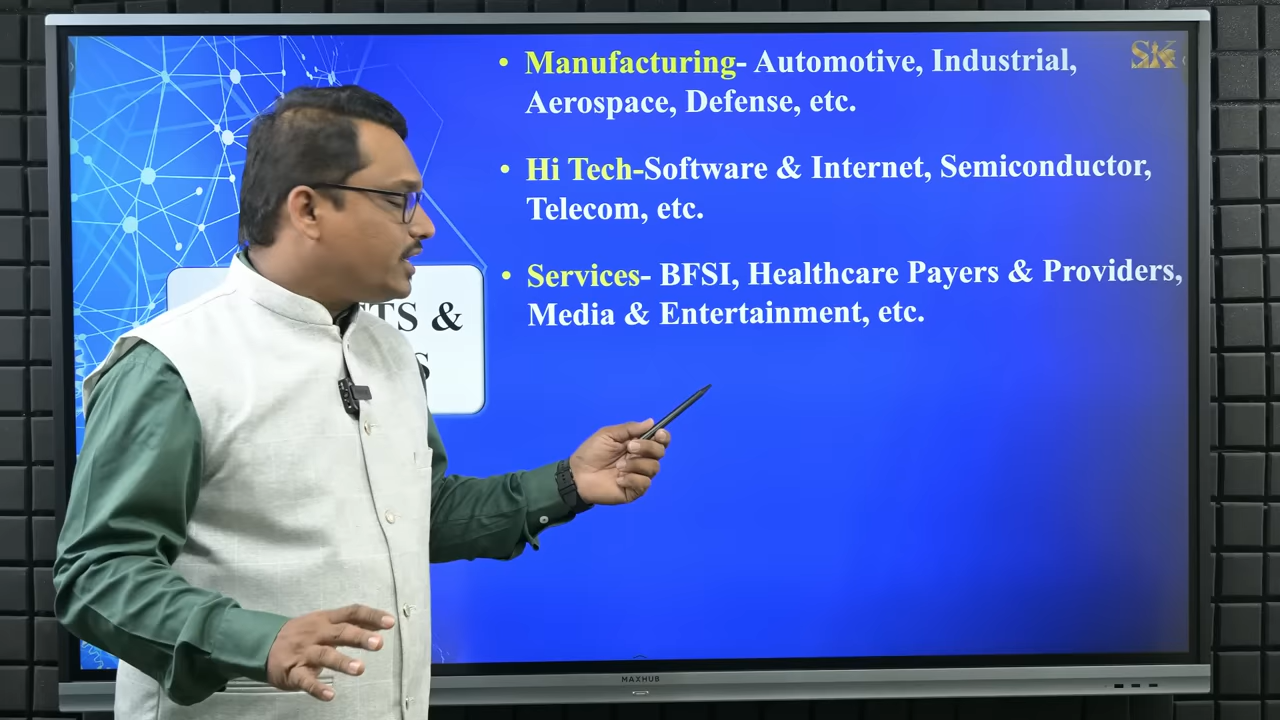 • Manufacturing- Automotive, Industrial,
Aerospace, Defense, etc.
• Hi Tech-Software & Internet, Semiconductor,
Telecom, etc.
• Services- BFSI, Healthcare Payers & Providers,
Media & Entertainment, etc.
&
SK
MAXHUB